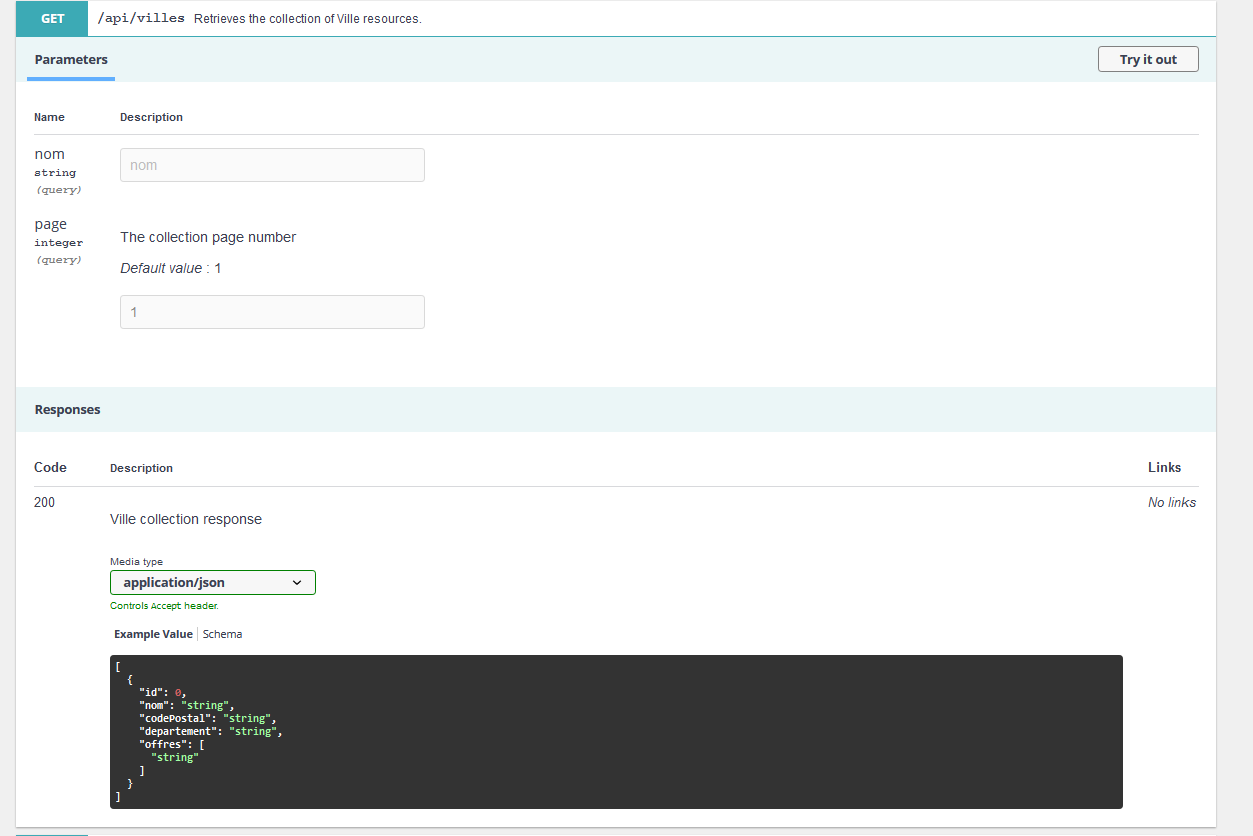 GET /api/villes Retrieves the collection of Ville resources.
Parameters Try it out
Name Description
nom
string
(query)
nom
page
integer
(query)
The collection page number
Default value : 1
1
Responses
Code Description Links
200 No links
Ville collection response
Media type
application/json
Controls Accept header.
Example Value Schema
[
{
"id": 0,
"nom": "string",
"codePostal": "string",
"departement": "string",
"offres": [
"string"
]
}
]